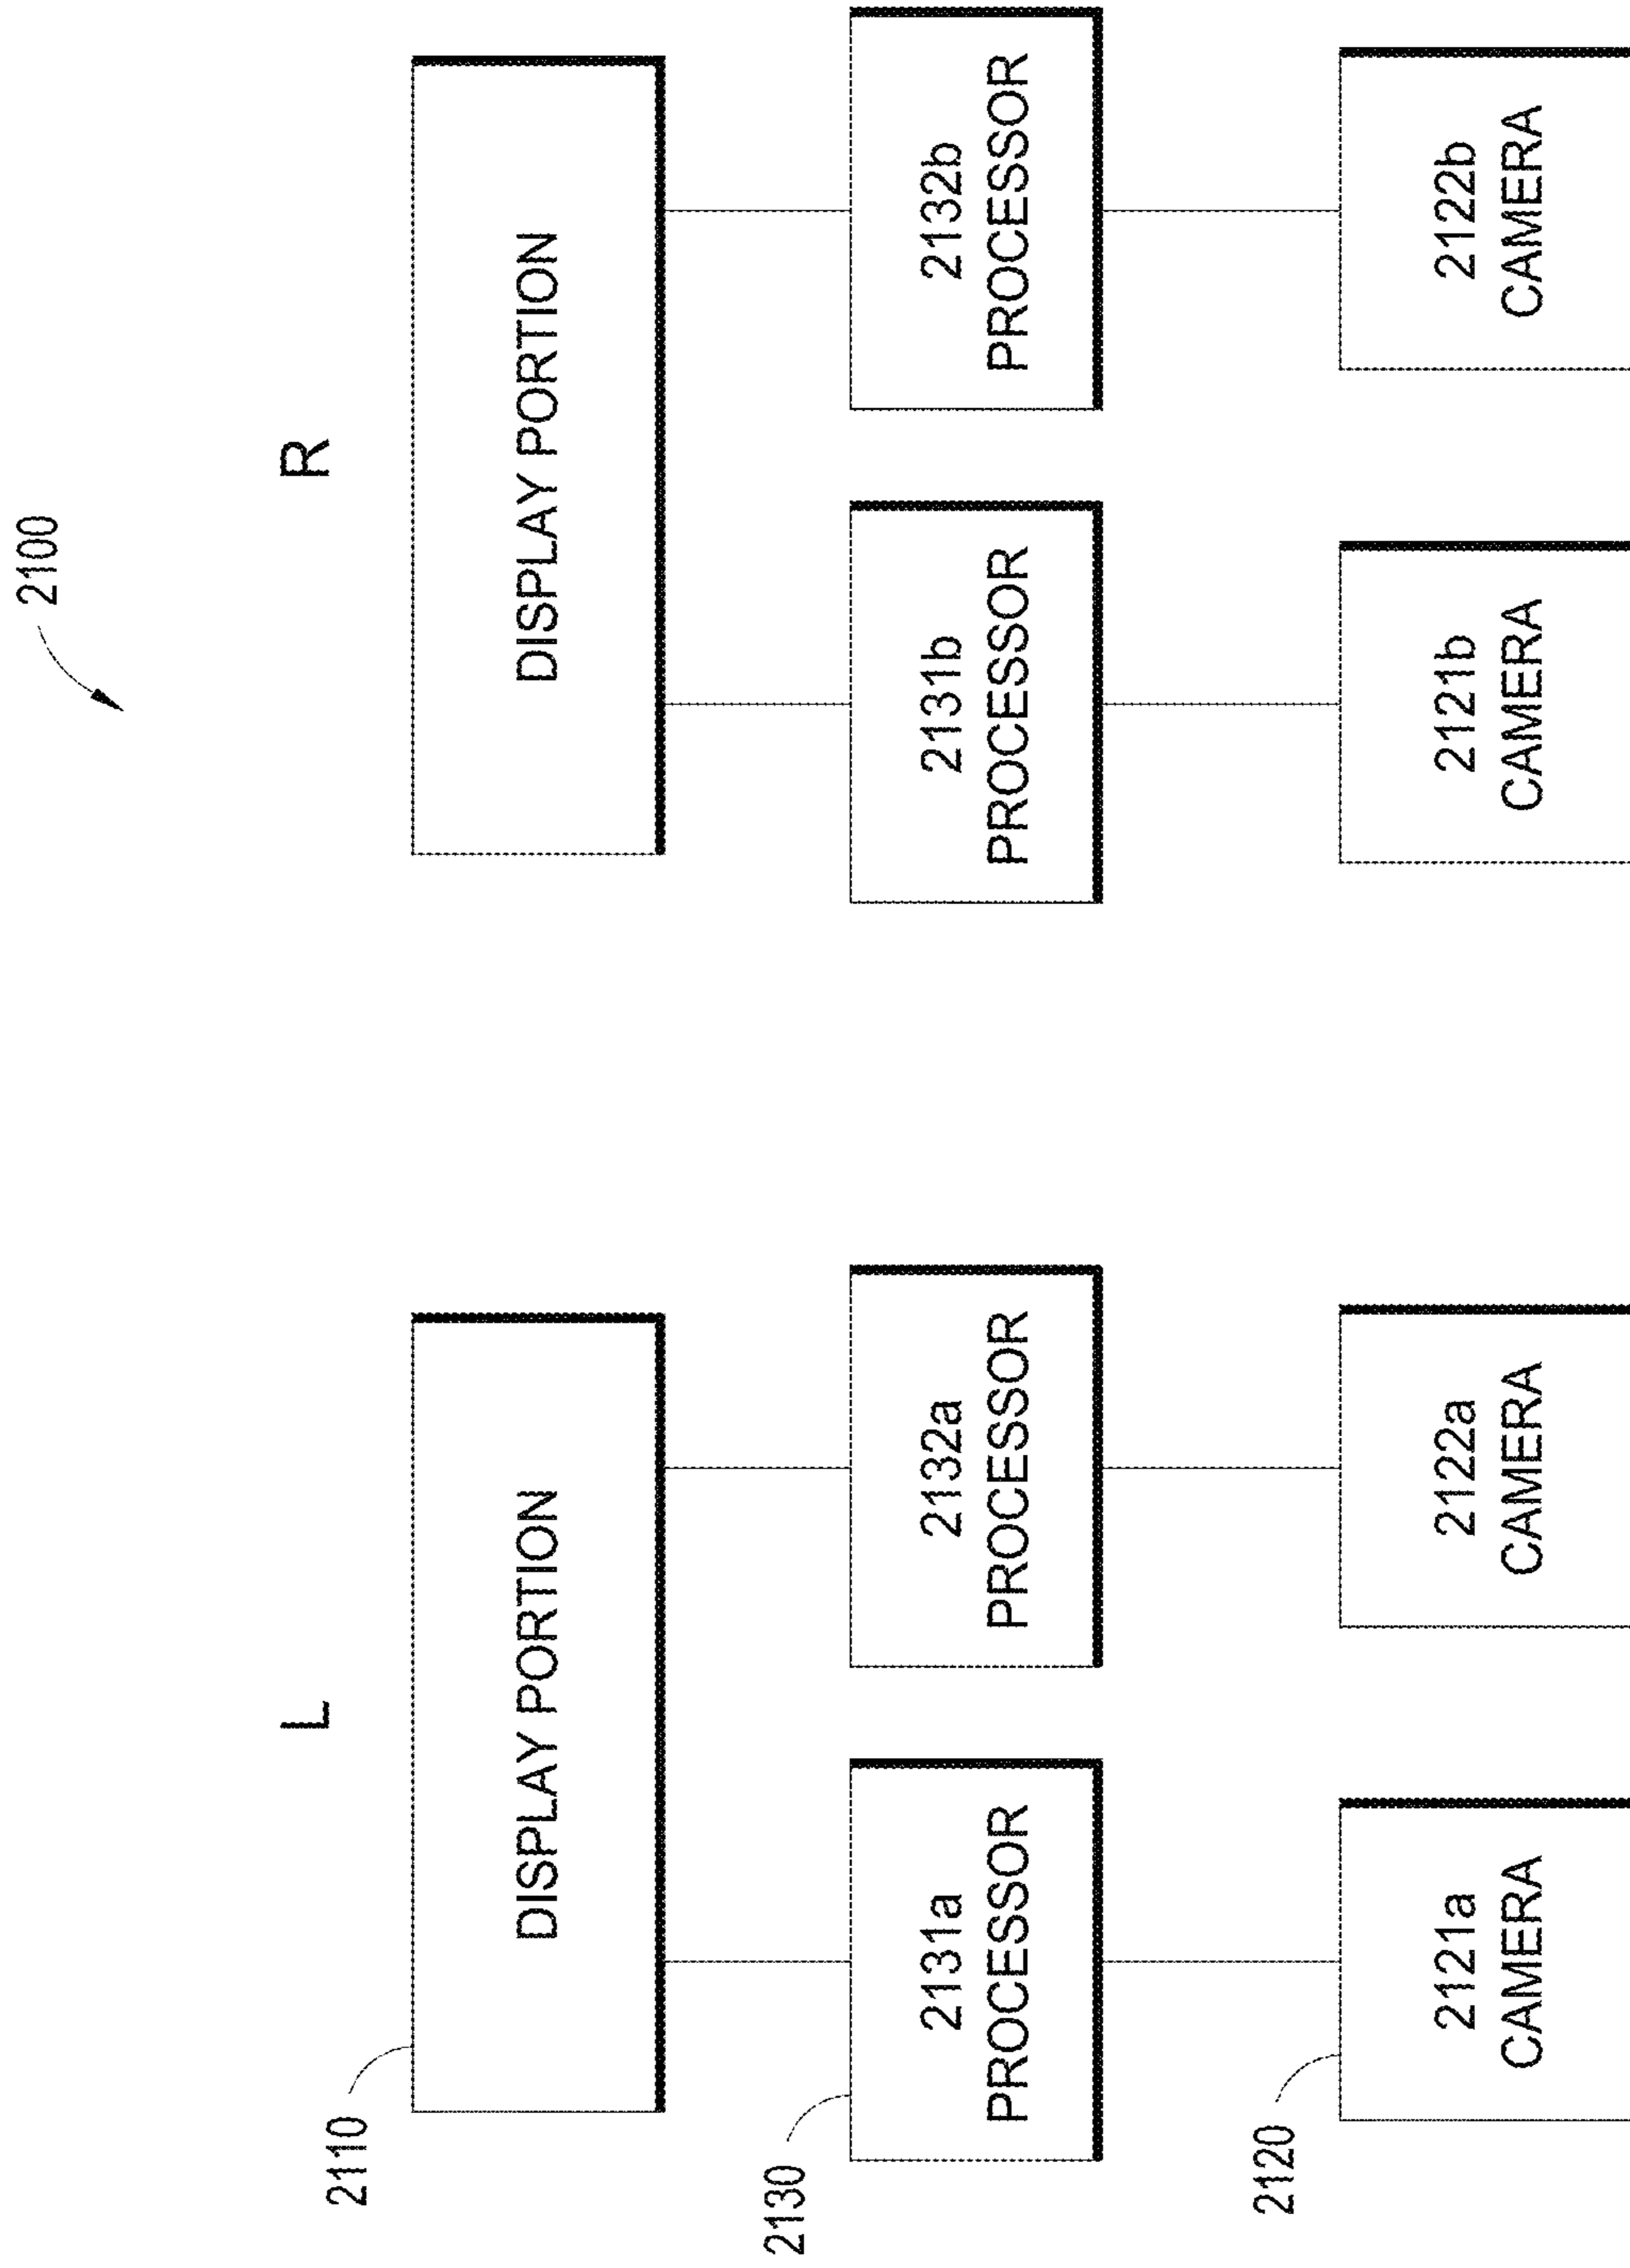 2100
L
R
2110
DISPLAY PORTION
DISPLAY PORTION
2130
2131a
PROCESSOR
2132a
PROCESSOR
2131b
PROCESSOR
2132b
PROCESSOR
2120
2121a
CAMERA
2122a
CAMERA
2121b
CAMERA
2122b
CAMERA